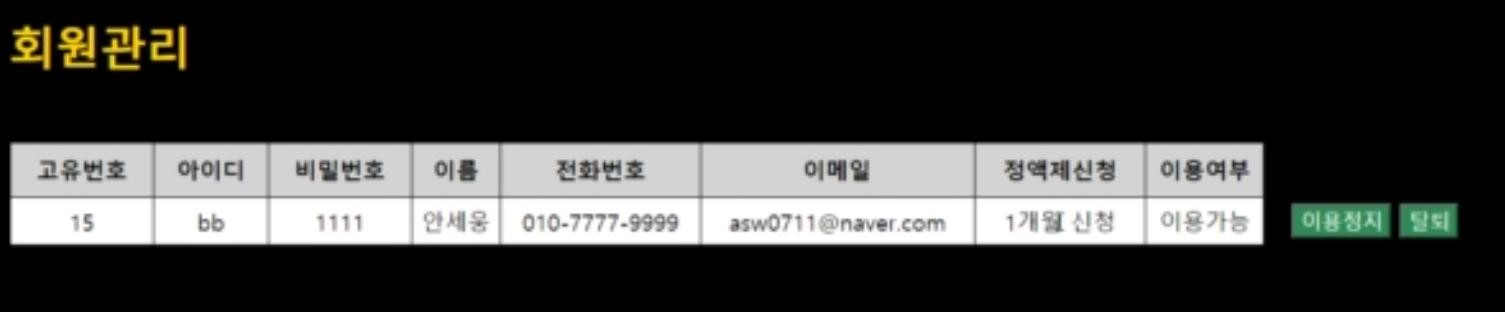 회원관리
고유번호 아이디 비밀번호 이름 전화번호 이메일 정액제신청 이용여부
15 bb 1111 안세웅 010-7777-9999 asw0711@naver.com 1개월 신청 이용가능 이용정지 탈퇴